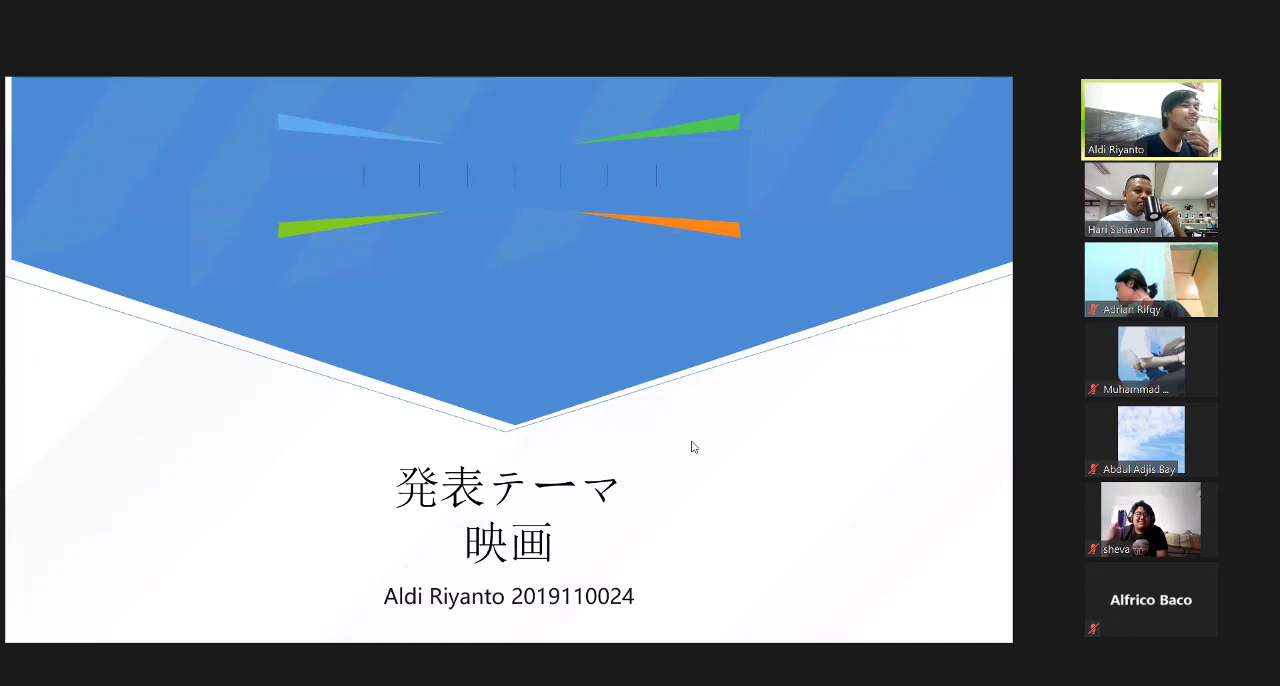 発表テーマ
映画
Aldi Riyanto 2019110024
Aldi Riyanto
Hari Setiawan
Adrian Rifqy
Muhammad ...
Abdul Adjis Bay
sheva
Alfrico Baco